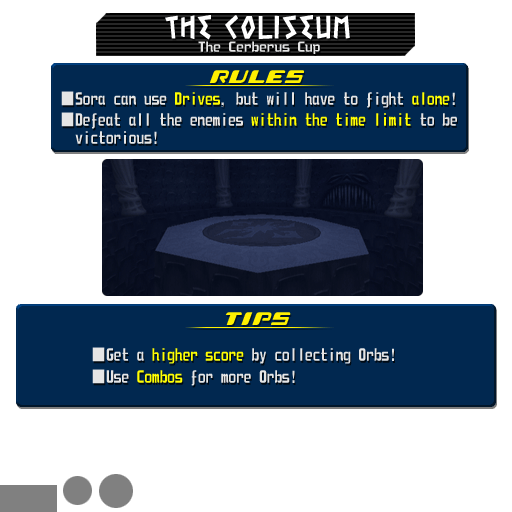 THE COLISEUM
The Cerberus Cup
RULES
Sora can use Drives, but will have to fight alone!
Defeat all the enemies within the time limit to be
victorious!
TIPS
Get a higher score by collecting Orbs!
Use Combos for more Orbs!